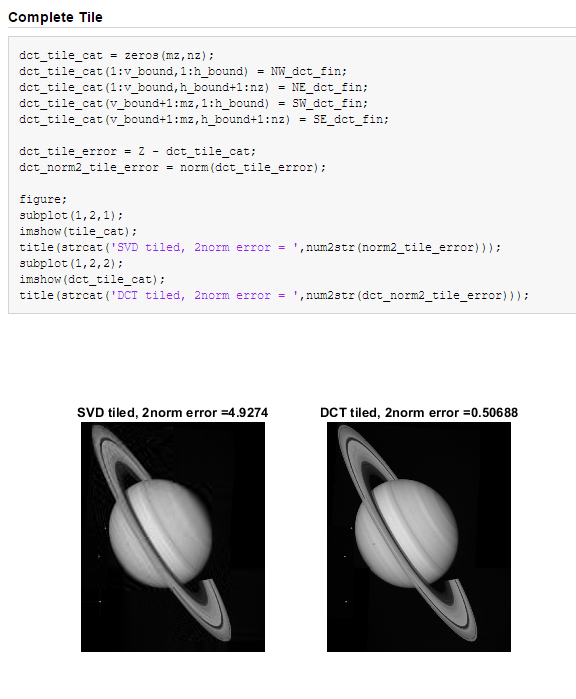 Complete Tile
dct_tile_cat = zeros(mz,nz);
dct_tile_cat(1:v_bound,1:h_bound) = NW_dct_fin;
dct_tile_cat(1:v_bound,h_bound+1:nz) = NE_dct_fin;
dct_tile_cat(v_bound+1:mz,1:h_bound) = SW_dct_fin;
dct_tile_cat(v_bound+1:mz,h_bound+1:nz) = SE_dct_fin;
dct_tile_error = Z - dct_tile_cat;
dct_norm2_tile_error = norm(dct_tile_error);
figure;
subplot(1,2,1);
imshow(tile_cat);
title(strcat('SVD tiled, 2norm error = ',num2str(norm2_tile_error)));
subplot(1,2,2);
imshow(dct_tile_cat);
title(strcat('DCT tiled, 2norm error = ',num2str(dct_norm2_tile_error)));
SVD tiled, 2norm error =4.9274
DCT tiled, 2norm error =0.50688